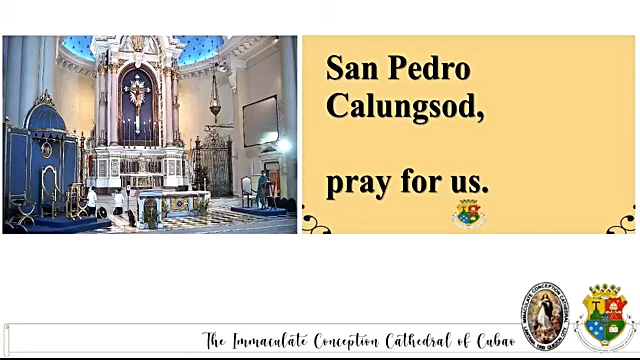 San Pedro
Calungsod,
pray for us.
The Immaculate Conception Cathedral of Cubao